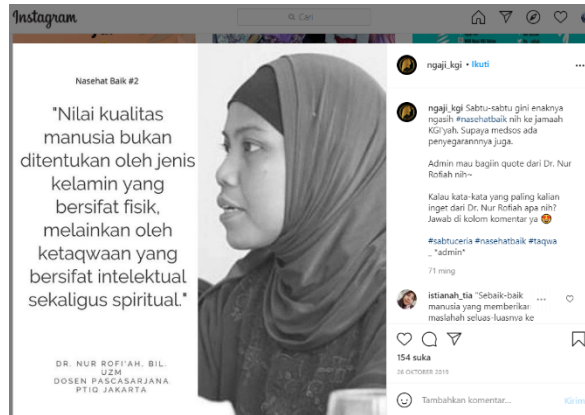 Instagram
Cari
Nasehat Baik #2
"Nilai kualitas
manusia bukan
ditentukan oleh jenis
kelamin yang
bersifat fisik,
melainkan oleh
ketaqwaan yang
bersifat intelektual
sekaligus spiritual."
DR. NUR ROFI'AH, BIL.
UZM
DOSEN PASCASARJANA
PTIQ JAKARTA
ngaji_kgi • Ikuti
ngaji_kgi Sabtu-sabtu gini enaknya
ngasih #nasehatbaik nih ke jamaah
KGI'yah. Supaya medsos ada
penyegarannnya juga.
Admin mau bagiin quote dari Dr. Nur
Rofiah nih~
Kalau kata-kata yang paling kalian
inget dari Dr. Nur Rofiah apa nih?
Jawab di kolom komentar ya
#sabtuceria #nasehatbaik #taqwa
_ *admin*
71 ming
istianah_tia "Sebaik-baik
manusia yang memberikan
maslahah seluas-luasnya ke
154 suka
26 OKTOBER 2019
Tambahkan komentar...
Kirim